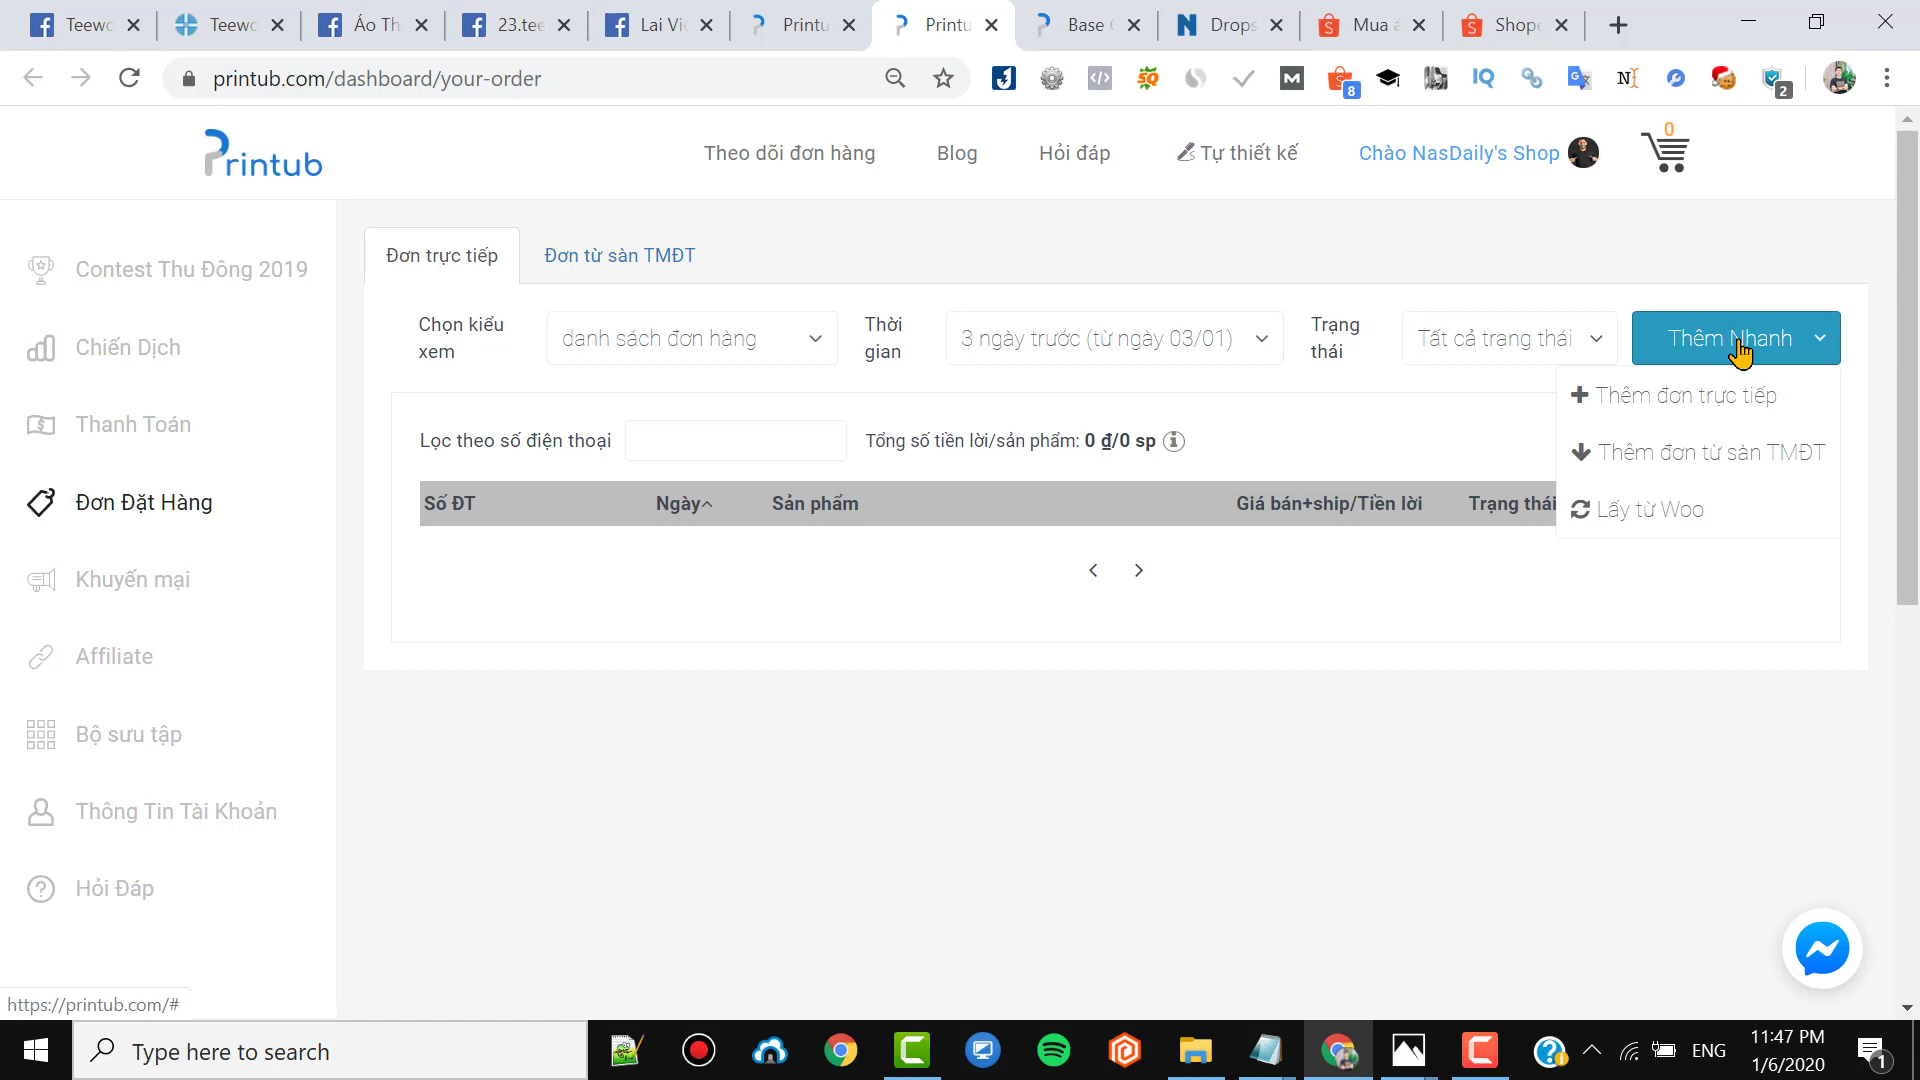 Teewo
Teewo
Áo Th
23.tee
Lai Vi
Printu
Printu
Base
Drops
Mua á
Shope
printub.com/dashboard/your-order
8
2
Printub
Theo dõi đơn hàng
Blog
Hỏi đáp
Tự thiết kế
Chào NasDaily's Shop
0
Contest Thu Đông 2019
Chiến Dịch
Thanh Toán
Đơn Đặt Hàng
Khuyến mại
Affiliate
Bộ sưu tập
Thông Tin Tài Khoản
Hỏi Đáp
Đơn trực tiếp
Đơn từ sàn TMĐT
Chọn kiểu
xem
danh sách đơn hàng
Thời
gian
3 ngày trước (từ ngày 03/01)
Trạng
thái
Tất cả trạng thái
Thêm Nhanh
Thêm đơn trực tiếp
Thêm đơn từ sàn TMĐT
Lấy từ Woo
Lọc theo số điện thoại
Tổng số tiền lời/sản phẩm: 0 ₫/0 sp
Số ĐT
Ngày
Sản phẩm
Giá bán+ship/Tiền lời
Trạng thái
https://printub.com/#
Type here to search
ENG
11:47 PM
1/6/2020
1